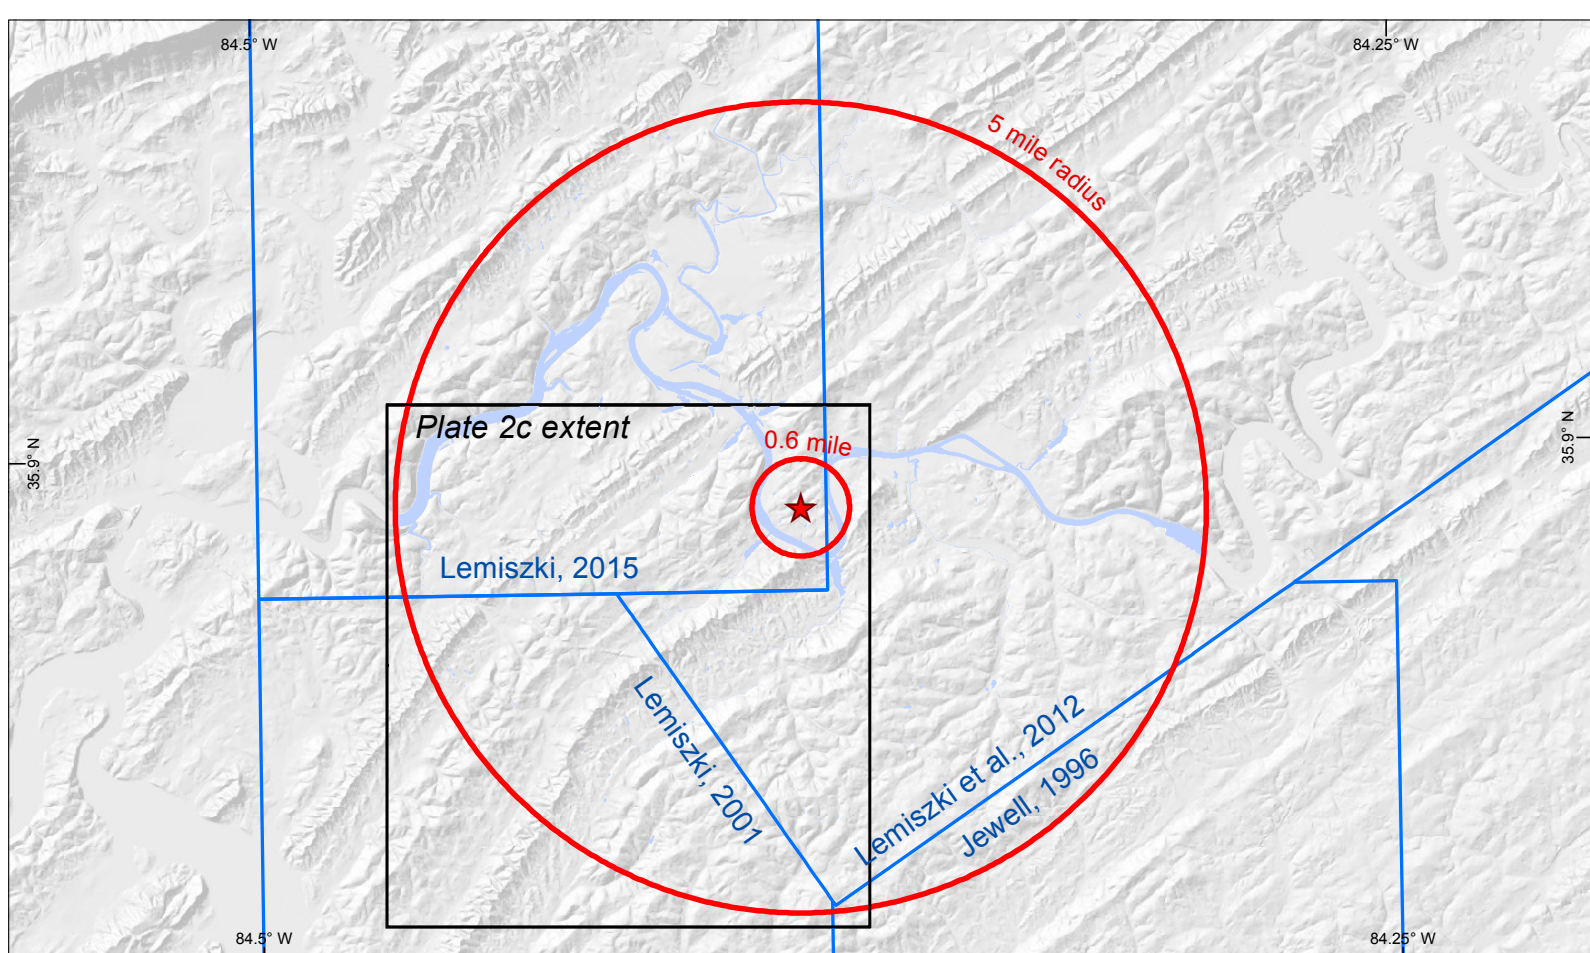 84.5° W
84.25° W
5 mile radius
Plate 2c extent
0.6 mile
35.9° N
35.9° N
Lemiszki, 2015
Lemiszki, 2001
Lemiszki et al., 2012
Jewell, 1996
84.5° W
84.25° W